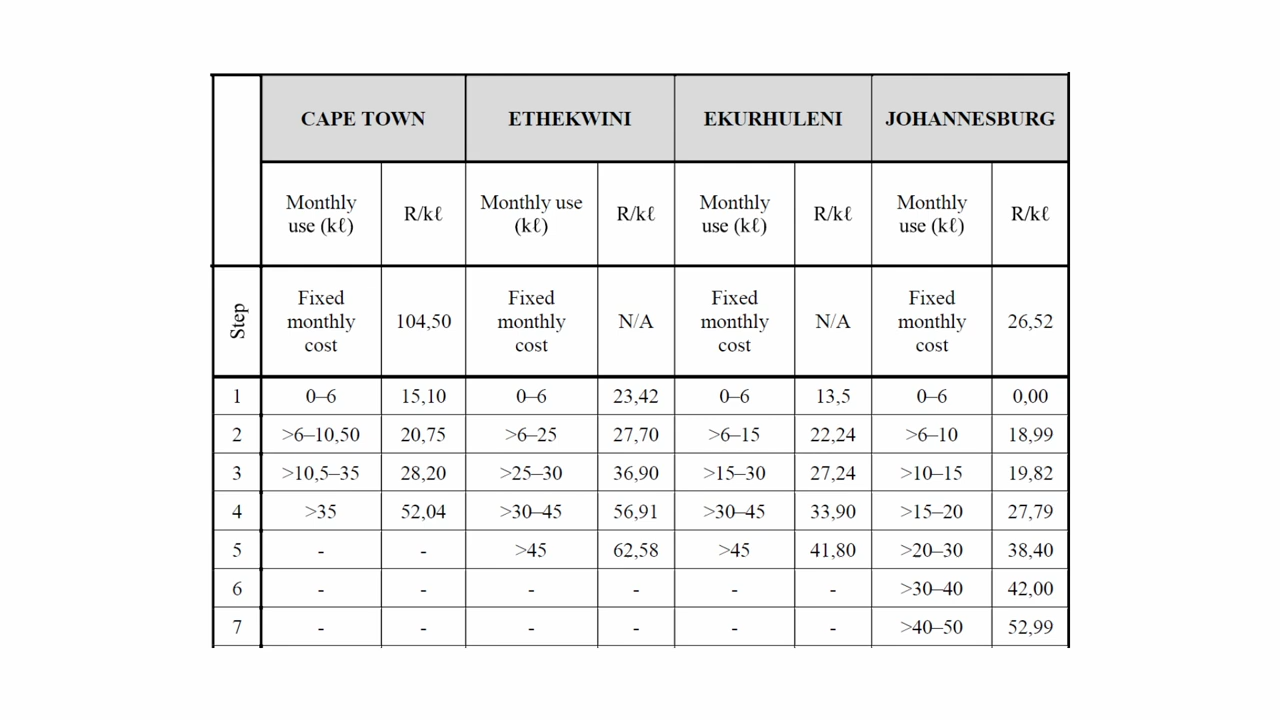 CAPE TOWN ETHEKWINI EKURHULENI JOHANNESBURG
Monthly use (kℓ) R/kℓ Monthly use (kℓ) R/kℓ Monthly use (kℓ) R/kℓ Monthly use (kℓ) R/kℓ
Step Fixed monthly cost 104,50 Fixed monthly cost N/A Fixed monthly cost N/A Fixed monthly cost 26,52
1 0–6 15,10 0–6 23,42 0–6 13,5 0–6 0,00
2 >6–10,50 20,75 >6–25 27,70 >6–15 22,24 >6–10 18,99
3 >10,5–35 28,20 >25–30 36,90 >15–30 27,24 >10–15 19,82
4 >35 52,04 >30–45 56,91 >30–45 33,90 >15–20 27,79
5 - - >45 62,58 >45 41,80 >20–30 38,40
6 - - - - - - >30–40 42,00
7 - - - - - - >40–50 52,99